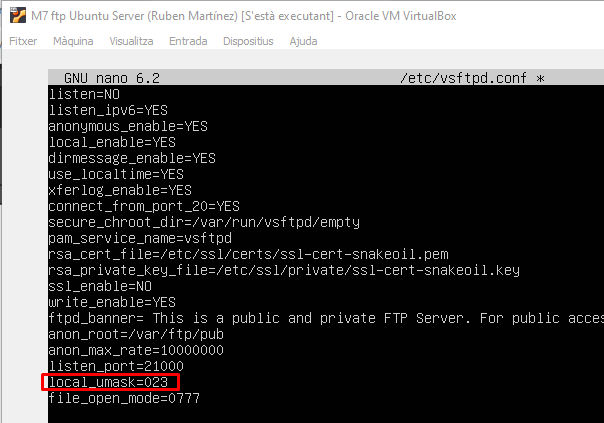 M7 ftp Ubuntu Server (Ruben Martínez) [S'està executant] - Oracle VM VirtualBox
Fitxer Màquina Visualitza Entrada Dispositius Ajuda
GNU nano 6.2 /etc/vsftpd.conf *
listen=NO
listen_ipv6=YES
anonymous_enable=YES
local_enable=YES
dirmessage_enable=YES
use_localtime=YES
xferlog_enable=YES
connect_from_port_20=YES
secure_chroot_dir=/var/run/vsftpd/empty
pam_service_name=vsftpd
rsa_cert_file=/etc/ssl/certs/ssl-cert-snakeoil.pem
rsa_private_key_file=/etc/ssl/private/ssl-cert-snakeoil.key
ssl_enable=NO
write_enable=YES
ftpd_banner= This is a public and private FTP Server. For public acces
anon_root=/var/ftp/pub
anon_max_rate=10000000
listen_port=21000
local_umask=023
file_open_mode=0777